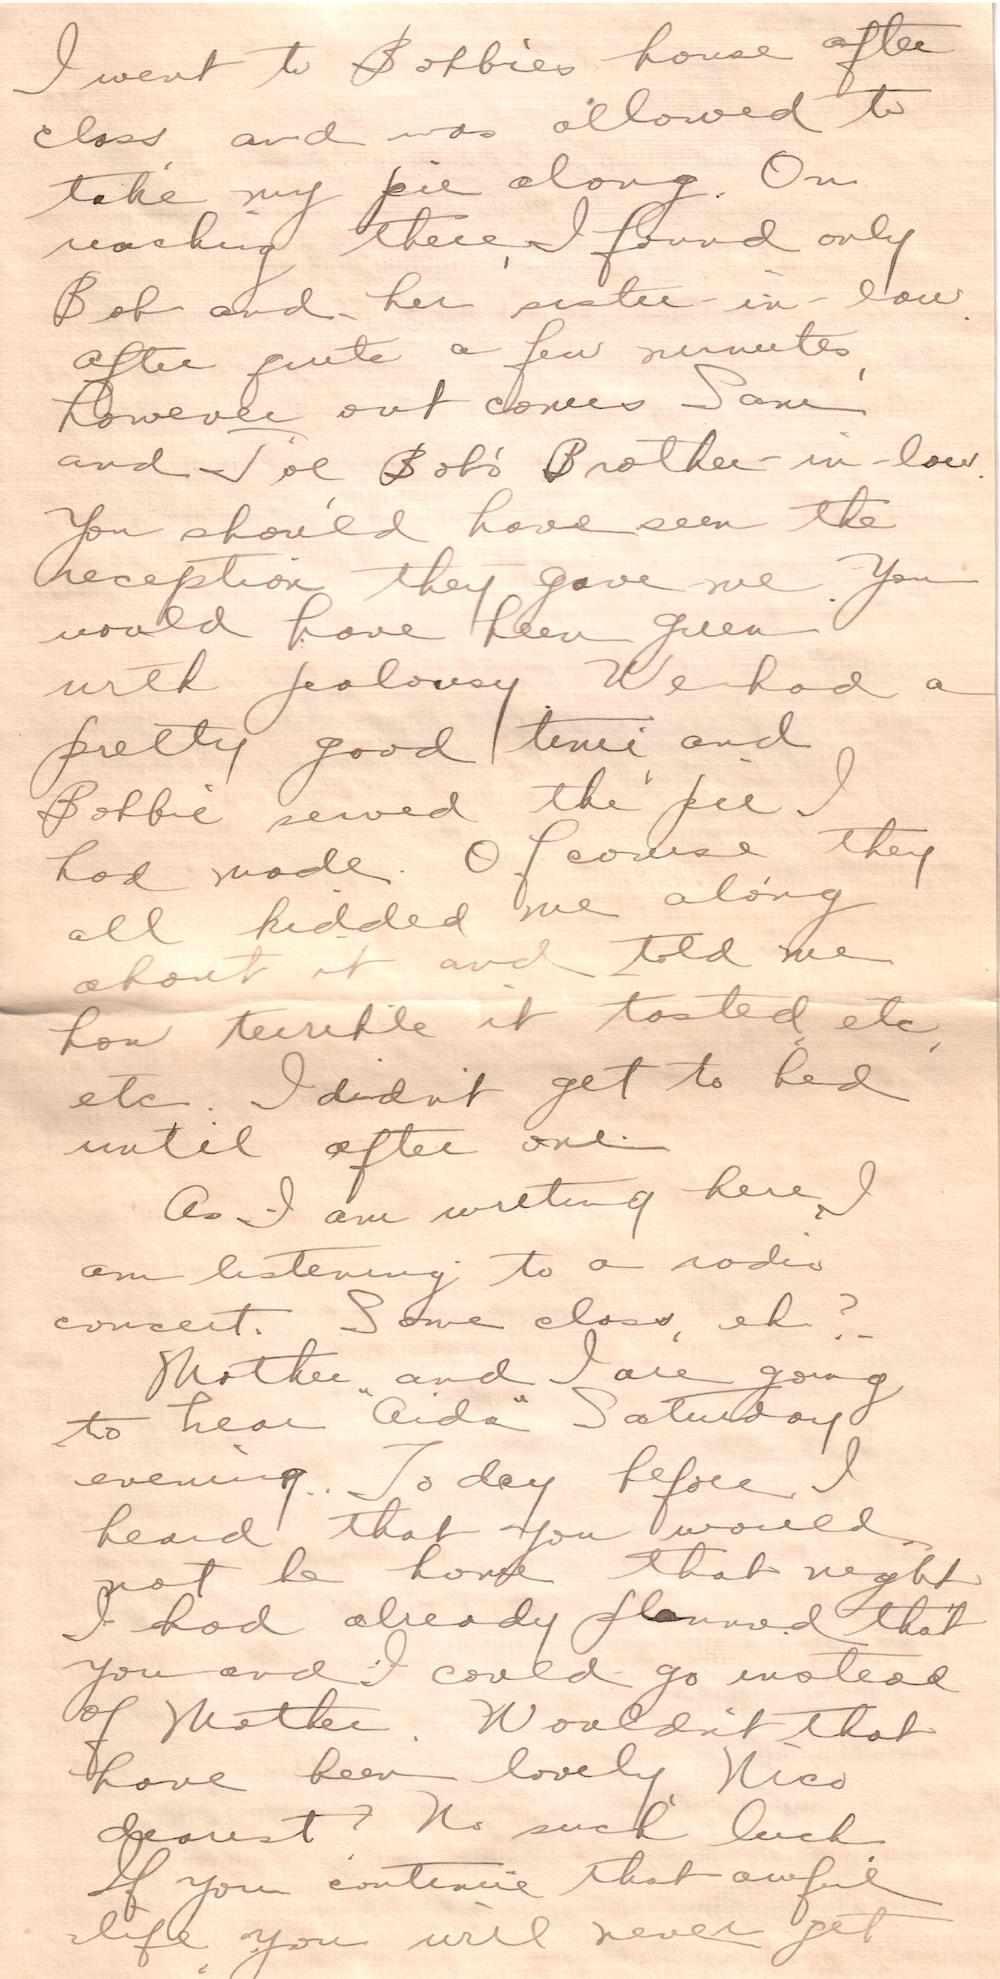 I went to Bobbies house after
class and was allowed to
take my pie along. On
reaching there, I found only
Bob and her sister-in-law.
after quite a few minutes,
however out comes Sam
and Joe Bob's Brother-in-law.
You should have seen the
reception they gave me. You
would have been green
with jealousy We had a
pretty good time, and
Bobbie served the pie I
had made. Of course they
all kidded me along
about it and told me
how terrible it tasted, etc,
etc. I didn't get to bed
until after one.
As I am writing here, I
am listening to a radio
concert. Some class, eh?
Mother and I are going
to hear "Aida" Saturday
evening. To day before I
heard that you would
not be home that night
I had already planned that
you and I could go instead
of Mother. Wouldn't that
have been lovely, Nico
dearest? No such luck
If you continue that awful
life, you will never get